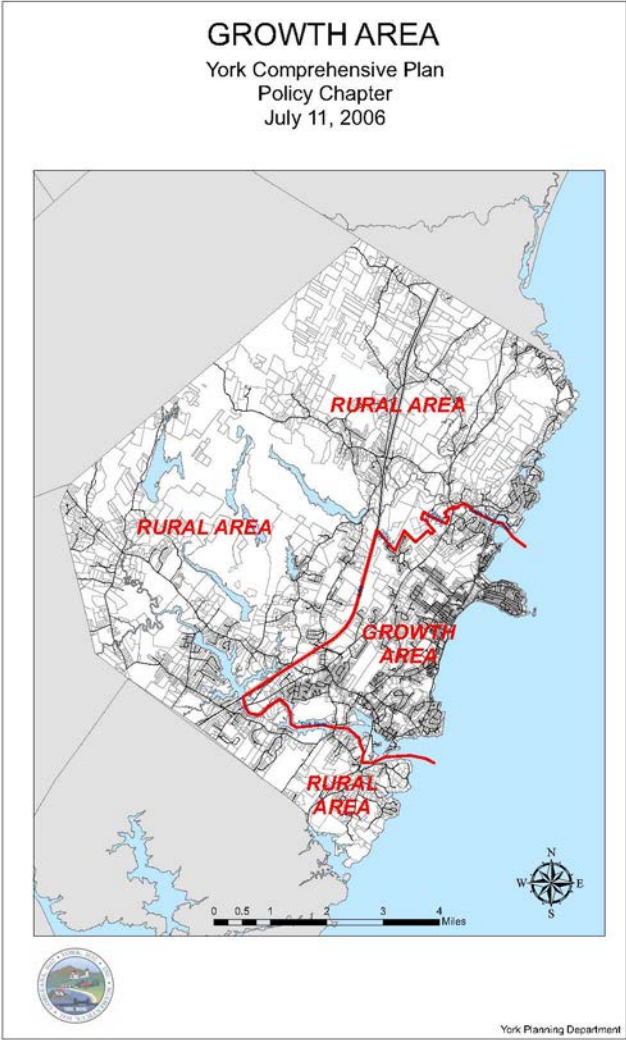 GROWTH AREA
York Comprehensive Plan
Policy Chapter
July 11, 2006
RURAL AREA
RURAL AREA
GROWTH
AREA
RURAL
AREA
N
W E
S
0 0.5 1 2 3 4
Miles
York Planning Department